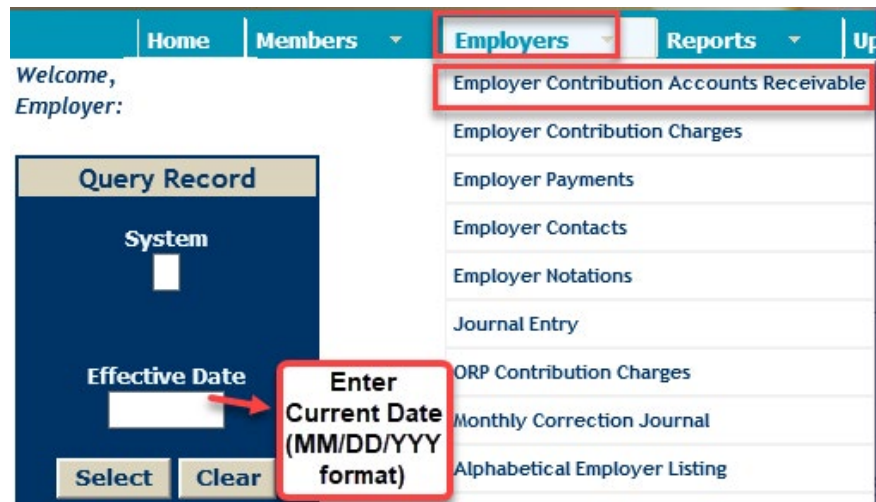 Home Members Employers Reports Up
Welcome,
Employer:
Employer Contribution Accounts Receivable
Employer Contribution Charges
Employer Payments
Employer Contacts
Employer Notations
Journal Entry
ORP Contribution Charges
Monthly Correction Journal
Alphabetical Employer Listing
Query Record
System
Effective Date
Select Clear
Enter
Current Date
(MM/DD/YYY
format)